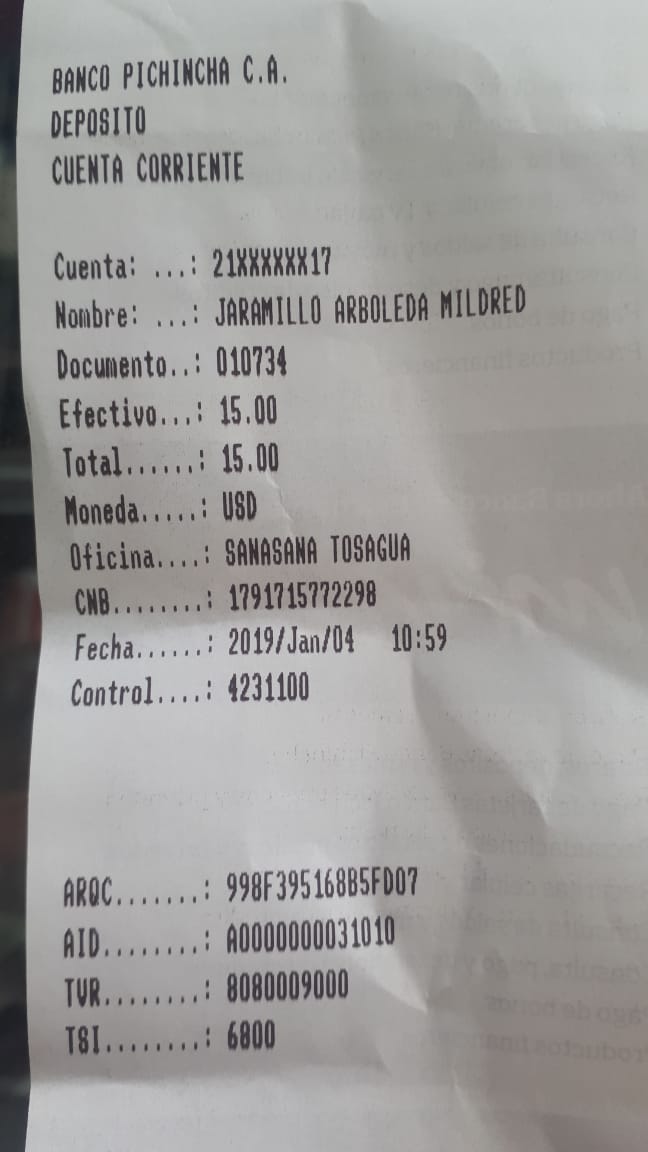 BANCO PICHINCHA C.A.
DEPOSITO
CUENTA CORRIENTE
Cuenta: ...: 21XXXXXX17
Nombre: ...: JARAMILLO ARBOLEDA MILDRED
Documento..: 010734
Efectivo...: 15.00
Total......: 15.00
Moneda.....: USD
Oficina....: SANASANA TOSAGUA
CNB........: 1791715772298
Fecha......: 2019/Jan/04 10:59
Control....: 4231100
ARQC.......: 998F395168B5FD07
AID........: A0000000031010
TVR........: 8080009000
TSI........: 6800